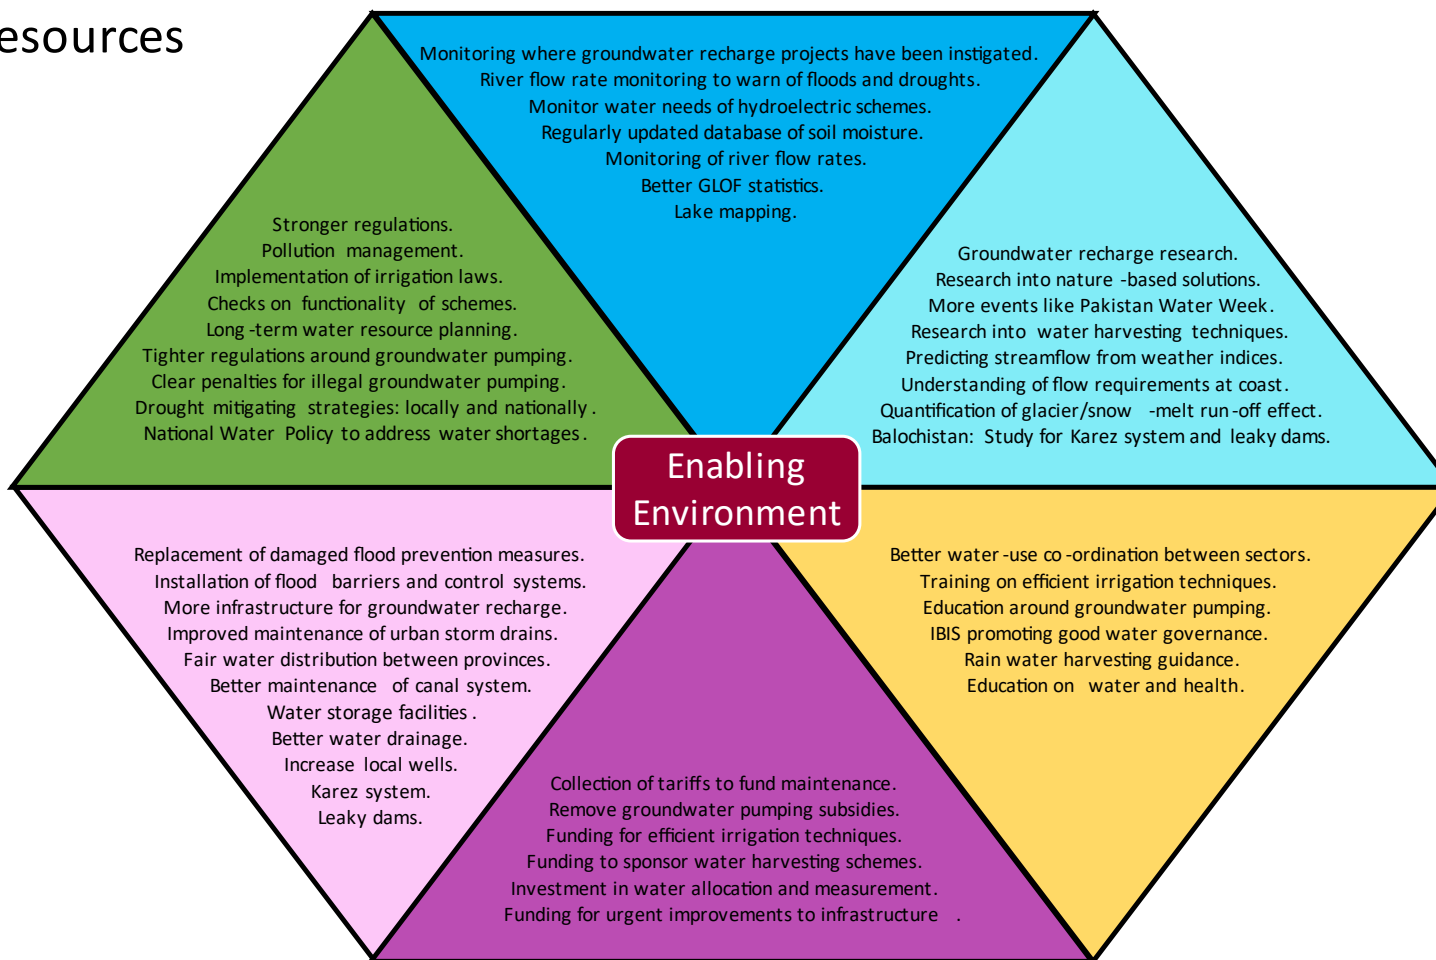 esources
Monitoring where groundwater recharge projects have been instigated.
River flow rate monitoring to warn of floods and droughts.
Monitor water needs of hydroelectric schemes.
Regularly updated database of soil moisture.
Monitoring of river flow rates.
Better GLOF statistics.
Lake mapping.
Stronger regulations.
Pollution management.
Implementation of irrigation laws.
Checks on functionality of schemes.
Long-term water resource planning.
Tighter regulations around groundwater pumping.
Clear penalties for illegal groundwater pumping.
Drought mitigating strategies: locally and nationally.
National Water Policy to address water shortages.
Groundwater recharge research.
Research into nature-based solutions.
More events like Pakistan Water Week.
Research into water harvesting techniques.
Predicting streamflow from weather indices.
Understanding of flow requirements at coast.
Quantification of glacier/snow-melt run-off effect.
Balochistan: Study for Karez system and leaky dams.
Enabling
Environment
Replacement of damaged flood prevention measures.
Installation of flood barriers and control systems.
More infrastructure for groundwater recharge.
Improved maintenance of urban storm drains.
Fair water distribution between provinces.
Better maintenance of canal system.
Water storage facilities.
Better water drainage.
Increase local wells.
Karez system.
Leaky dams.
Better water-use co-ordination between sectors.
Training on efficient irrigation techniques.
Education around groundwater pumping.
IBIS promoting good water governance.
Rain water harvesting guidance.
Education on water and health.
Collection of tariffs to fund maintenance.
Remove groundwater pumping subsidies.
Funding for efficient irrigation techniques.
Funding to sponsor water harvesting schemes.
Investment in water allocation and measurement.
Funding for urgent improvements to infrastructure.